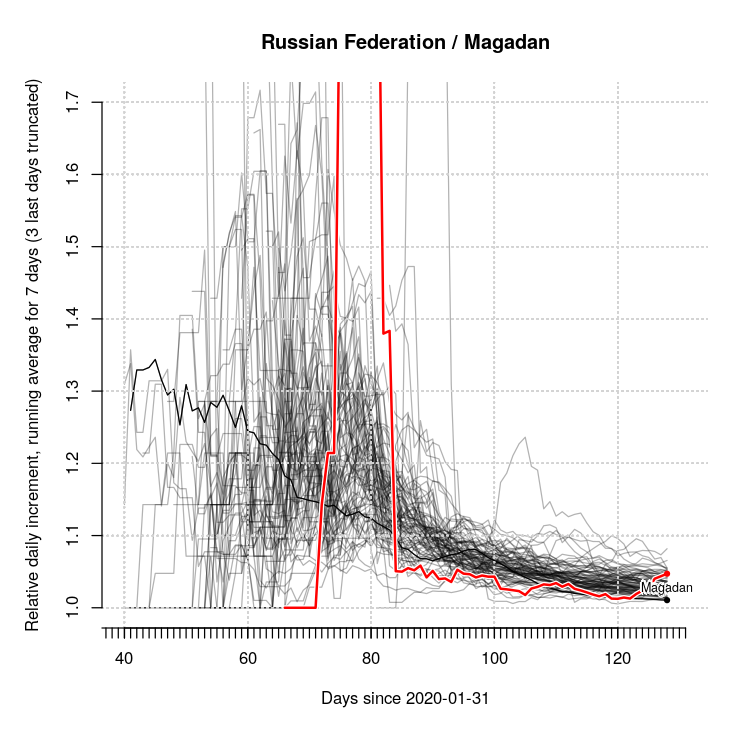 Russian Federation / Magadan
Relative daily increment, running average for 7 days (3 last days truncated)
1.7
1.6
1.5
1.4
1.3
1.2
1.1
1.0
Magadan
40 60 80 100 120
Days since 2020-01-31